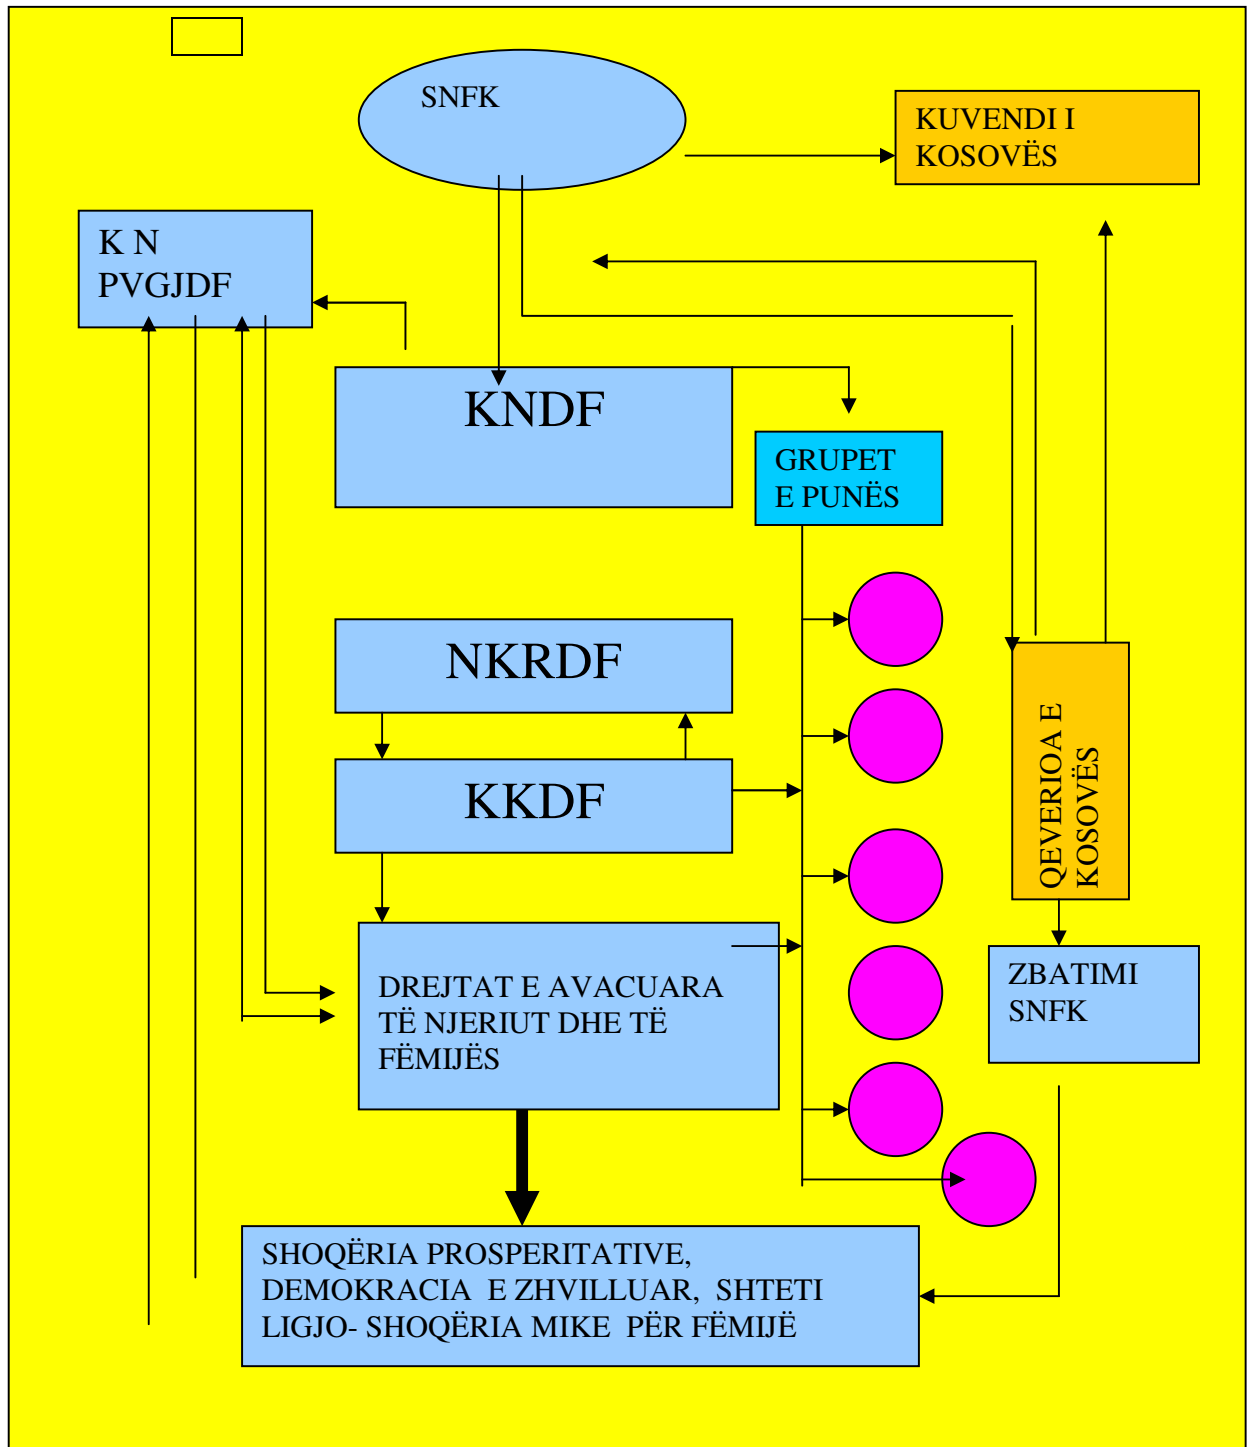 SNFK
KUVENDI I
KOSOVËS
K N
PVGJDF
KNDF
GRUPET
E PUNËS
NKRDF
KKDF
QEVERIOA E
KOSOVËS
DREJTAT E AVACUARA
TË NJERIUT DHE TË
FËMIJËS
ZBATIMI
SNFK
SHOQËRIA PROSPERITATIVE,
DEMOKRACIA E ZHVILLUAR, SHTETI
LIGJO- SHOQËRIA MIKE PËR FËMIJË